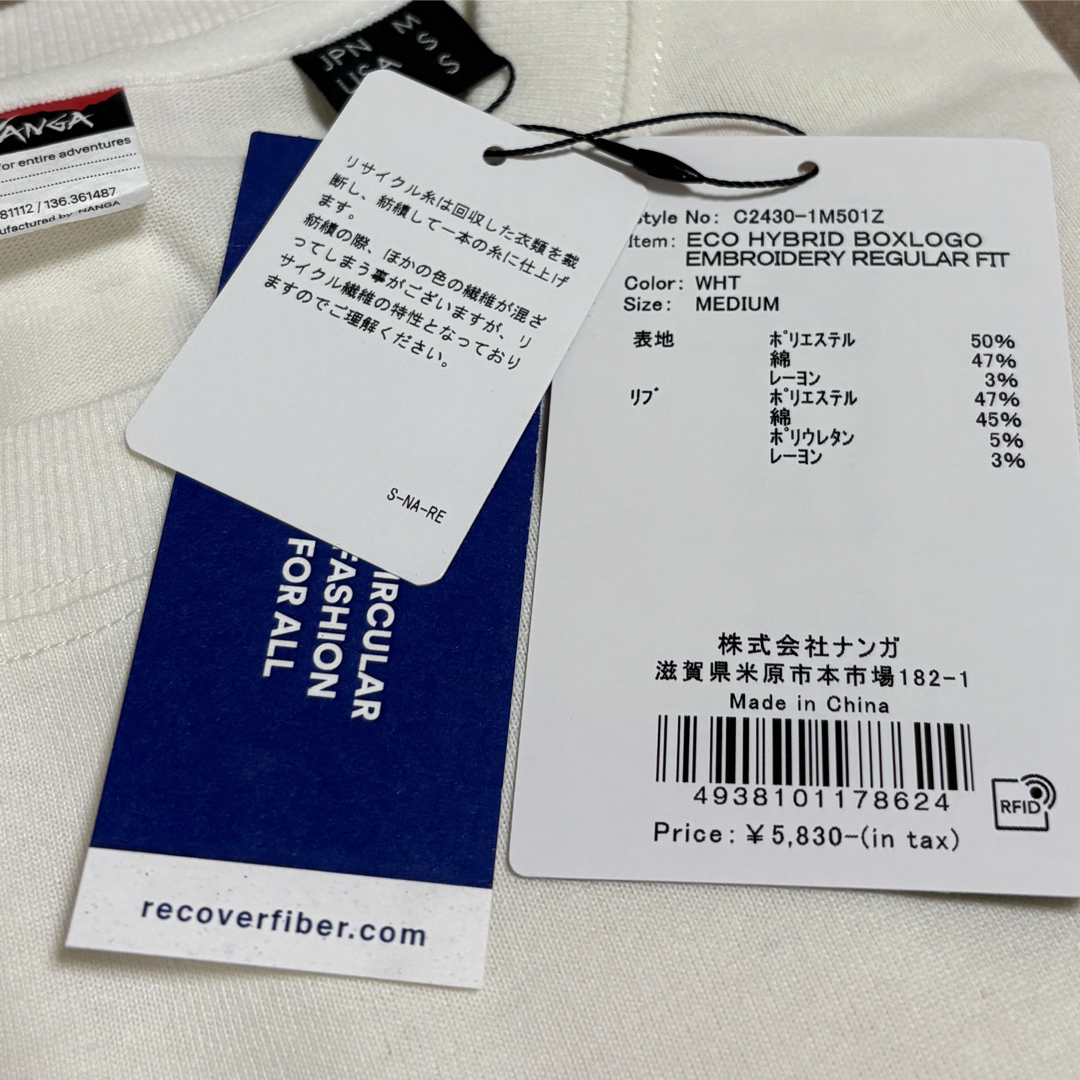 JPN M
USA S
S
NANGA
for entire adventures
81112 / 136.361487
manufactured by NANGA
リサイクル糸は回収した衣類を裁
断し、紡績して一本の糸に仕上げ
ます。
紡績の際、ほかの色の繊維が混ざ
ってしまう事がございますが、リ
サイクル繊維の特性となっており
ますのでご理解ください。
S-NA-RE
CIRCULAR
FASHION
FOR ALL
recoverfiber.com
Style No: C2430-1M501Z
Item: ECO HYBRID BOXLOGO
EMBROIDERY REGULAR FIT
Color: WHT
Size: MEDIUM
表地 ﾎﾟﾘｴｽﾃﾙ 50%
綿 47%
ﾚｰﾖﾝ 3%
ﾘﾌﾞ ﾎﾟﾘｴｽﾃﾙ 47%
綿 45%
ﾎﾟﾘｳﾚﾀﾝ 5%
ﾚｰﾖﾝ 3%
株式会社ナンガ
滋賀県米原市本市場182-1
Made in China
4938101178624
RFID
Price: ¥5,830-(in tax)